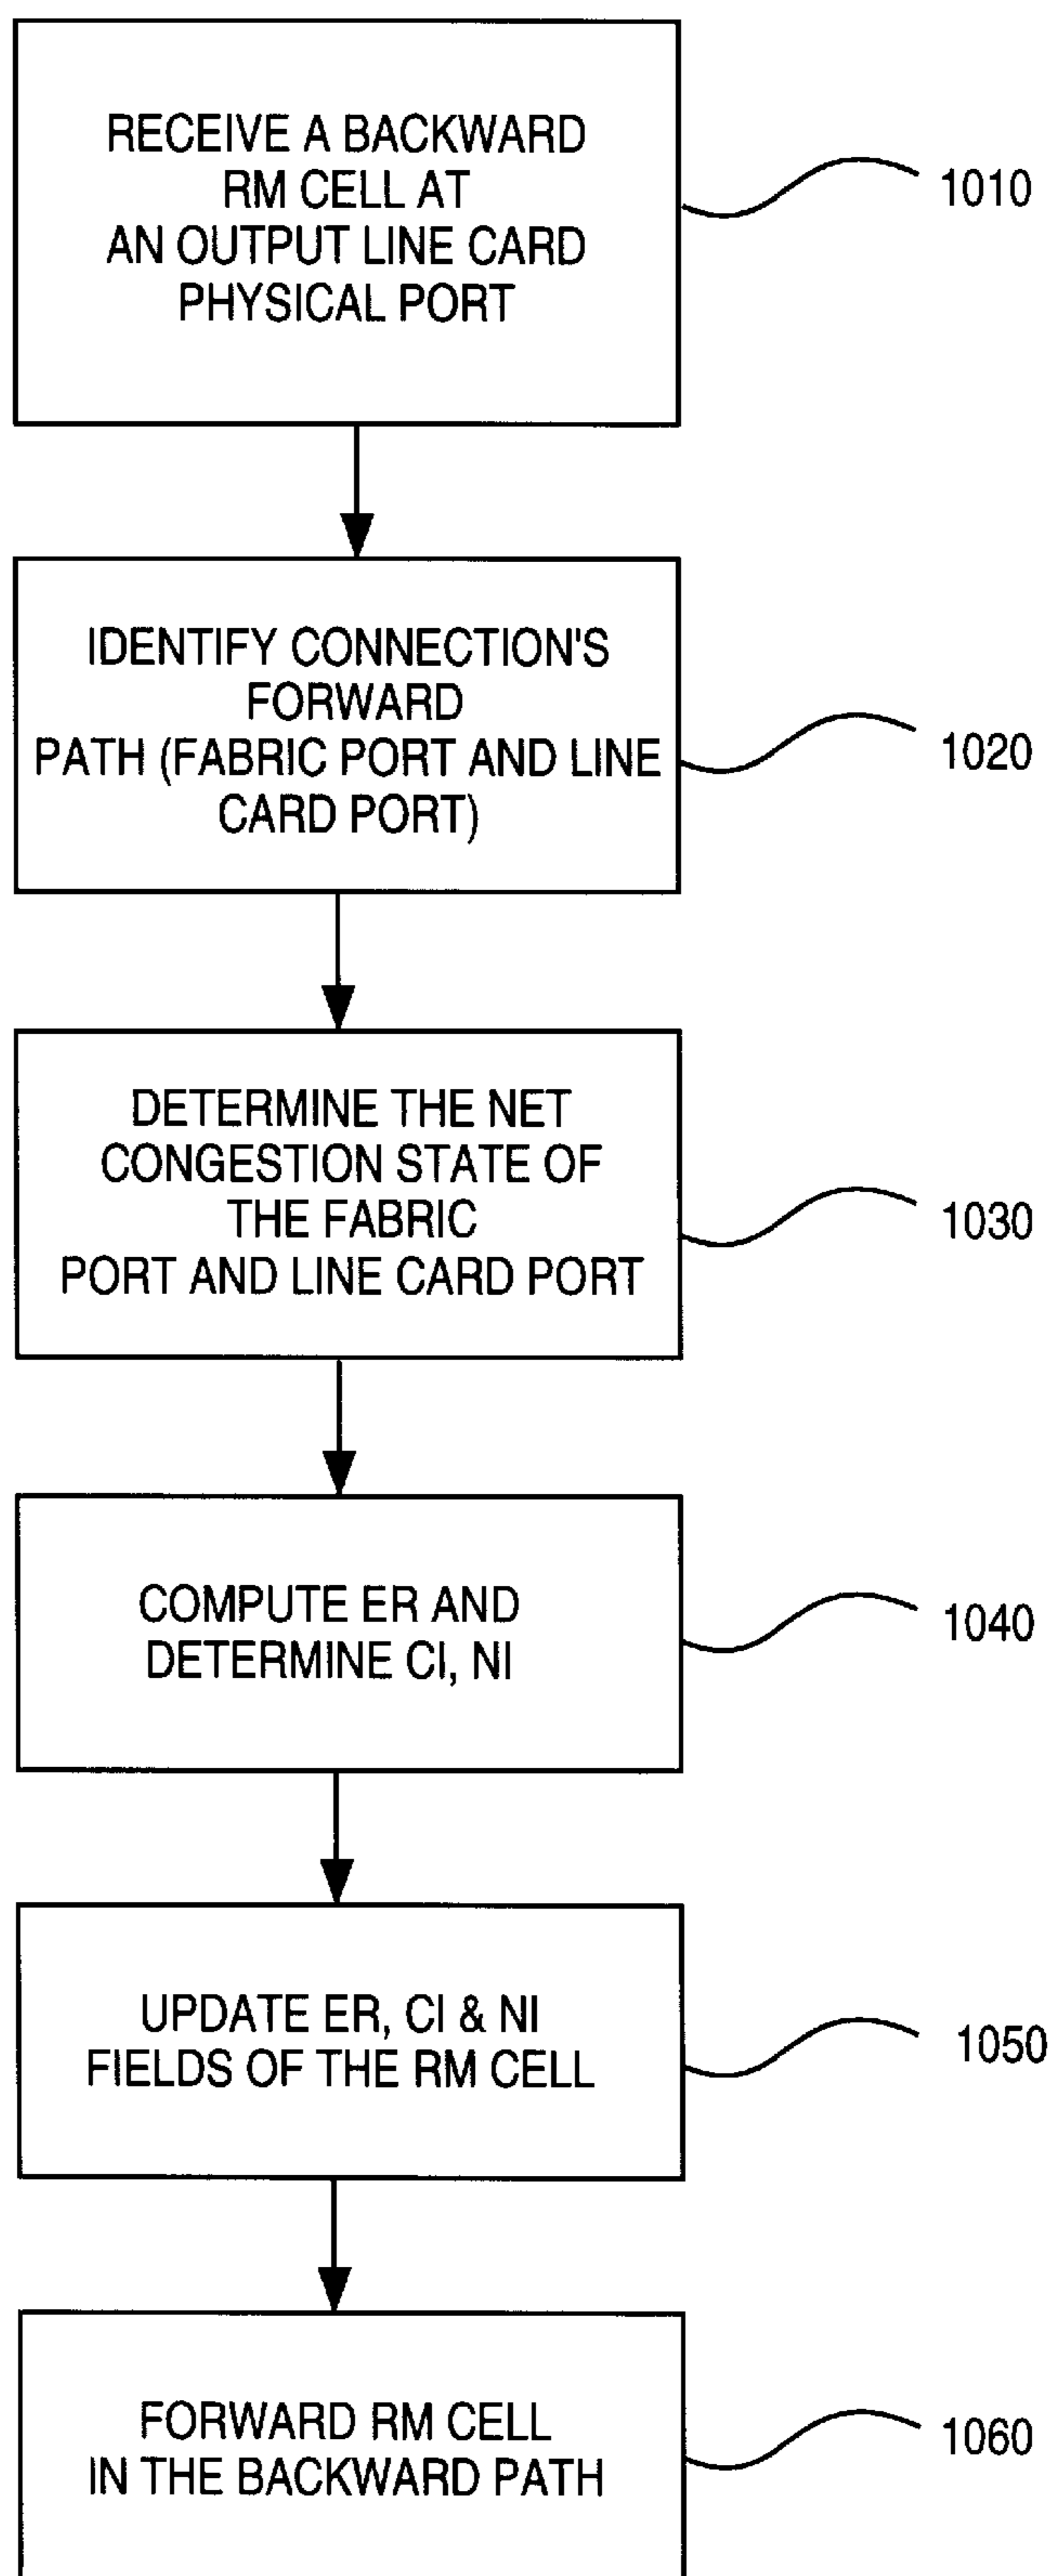 RECEIVE A BACKWARD
RM CELL AT
AN OUTPUT LINE CARD
PHYSICAL PORT
1010
IDENTIFY CONNECTION'S
FORWARD
PATH (FABRIC PORT AND LINE
CARD PORT)
1020
DETERMINE THE NET
CONGESTION STATE OF
THE FABRIC
PORT AND LINE CARD PORT
1030
COMPUTE ER AND
DETERMINE CI, NI
1040
UPDATE ER, CI & NI
FIELDS OF THE RM CELL
1050
FORWARD RM CELL
IN THE BACKWARD PATH
1060